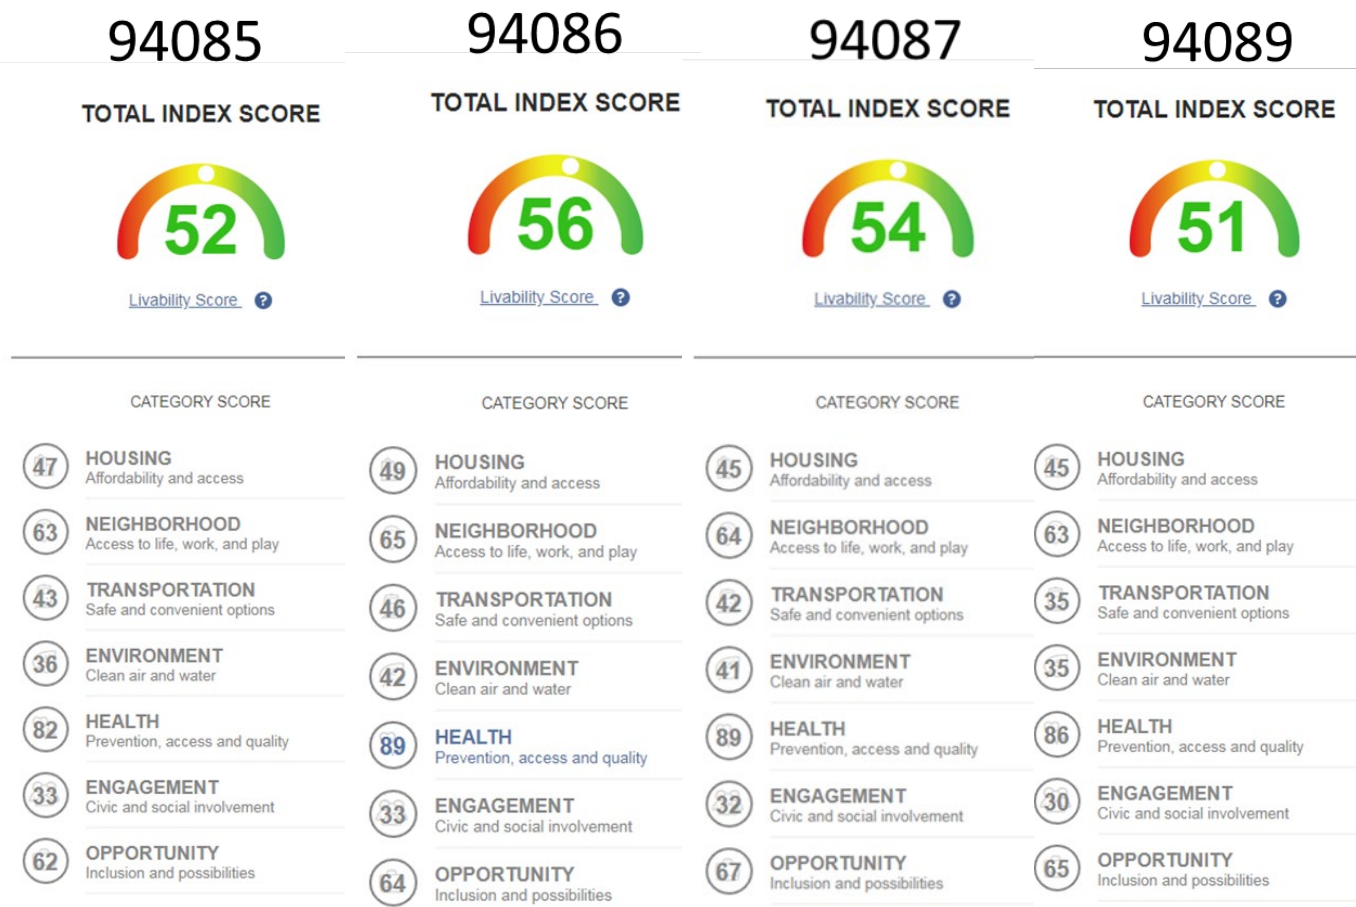 94085
TOTAL INDEX SCORE
52
Livability Score ?
CATEGORY SCORE
47 HOUSING
Affordability and access
63 NEIGHBORHOOD
Access to life, work, and play
43 TRANSPORTATION
Safe and convenient options
36 ENVIRONMENT
Clean air and water
82 HEALTH
Prevention, access and quality
33 ENGAGEMENT
Civic and social involvement
62 OPPORTUNITY
Inclusion and possibilities
94086
TOTAL INDEX SCORE
56
Livability Score ?
CATEGORY SCORE
49 HOUSING
Affordability and access
65 NEIGHBORHOOD
Access to life, work, and play
46 TRANSPORTATION
Safe and convenient options
42 ENVIRONMENT
Clean air and water
89 HEALTH
Prevention, access and quality
33 ENGAGEMENT
Civic and social involvement
64 OPPORTUNITY
Inclusion and possibilities
94087
TOTAL INDEX SCORE
54
Livability Score ?
CATEGORY SCORE
45 HOUSING
Affordability and access
64 NEIGHBORHOOD
Access to life, work, and play
42 TRANSPORTATION
Safe and convenient options
41 ENVIRONMENT
Clean air and water
89 HEALTH
Prevention, access and quality
32 ENGAGEMENT
Civic and social involvement
67 OPPORTUNITY
Inclusion and possibilities
94089
TOTAL INDEX SCORE
51
Livability Score ?
CATEGORY SCORE
45 HOUSING
Affordability and access
63 NEIGHBORHOOD
Access to life, work, and play
35 TRANSPORTATION
Safe and convenient options
35 ENVIRONMENT
Clean air and water
86 HEALTH
Prevention, access and quality
30 ENGAGEMENT
Civic and social involvement
65 OPPORTUNITY
Inclusion and possibilities